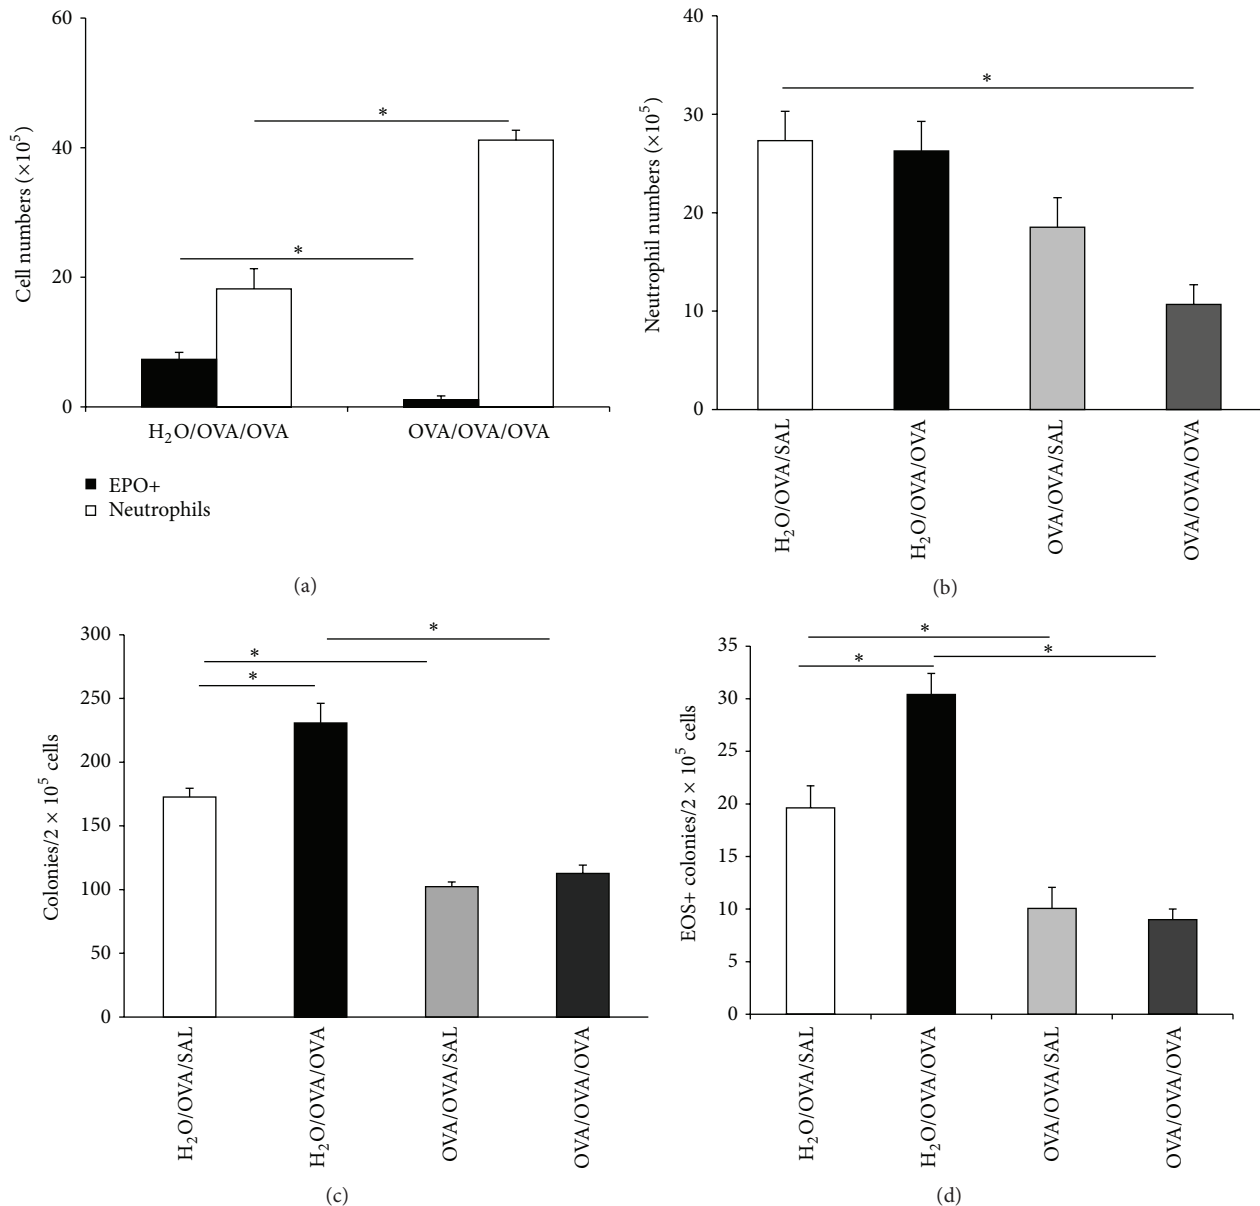 60
40
20
0
Cell numbers (×10⁵)
*
*
H₂O/OVA/OVA
OVA/OVA/OVA
EPO+
Neutrophils
(a)
40
30
20
10
0
Neutrophil numbers (×10⁵)
*
H₂O/OVA/SAL
H₂O/OVA/OVA
OVA/OVA/SAL
OVA/OVA/OVA
(b)
300
250
200
150
100
50
0
Colonies/2 × 10⁵ cells
*
*
*
H₂O/OVA/SAL
H₂O/OVA/OVA
OVA/OVA/SAL
OVA/OVA/OVA
(c)
35
30
25
20
15
10
5
0
EOS+ colonies/2 × 10⁵ cells
*
*
*
H₂O/OVA/SAL
H₂O/OVA/OVA
OVA/OVA/SAL
OVA/OVA/OVA
(d)